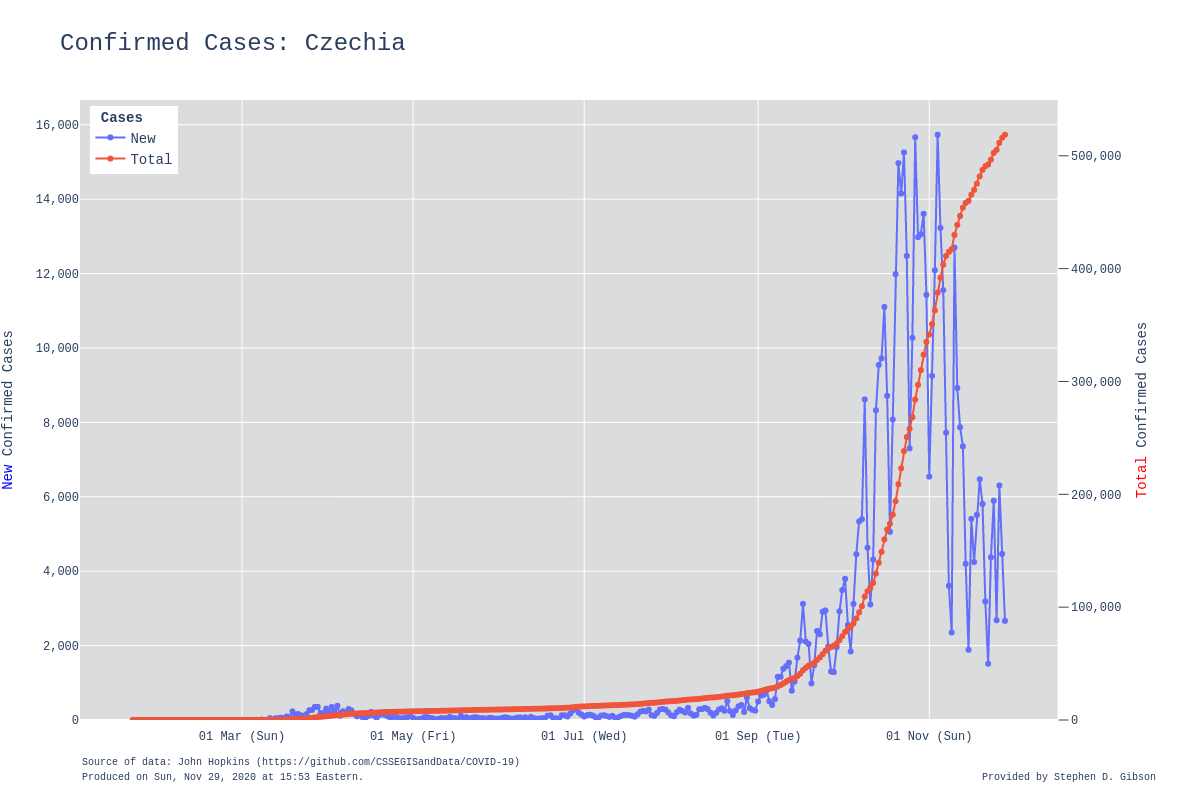 Confirmed Cases: Czechia
Cases
New
Total
16,000
14,000
12,000
10,000
8,000
6,000
4,000
2,000
0
New Confirmed Cases
500,000
400,000
300,000
200,000
100,000
0
Total Confirmed Cases
01 Mar (Sun)
01 May (Fri)
01 Jul (Wed)
01 Sep (Tue)
01 Nov (Sun)
Source of data: John Hopkins (https://github.com/CSSEGISandData/COVID-19)
Produced on Sun, Nov 29, 2020 at 15:53 Eastern.
Provided by Stephen D. Gibson